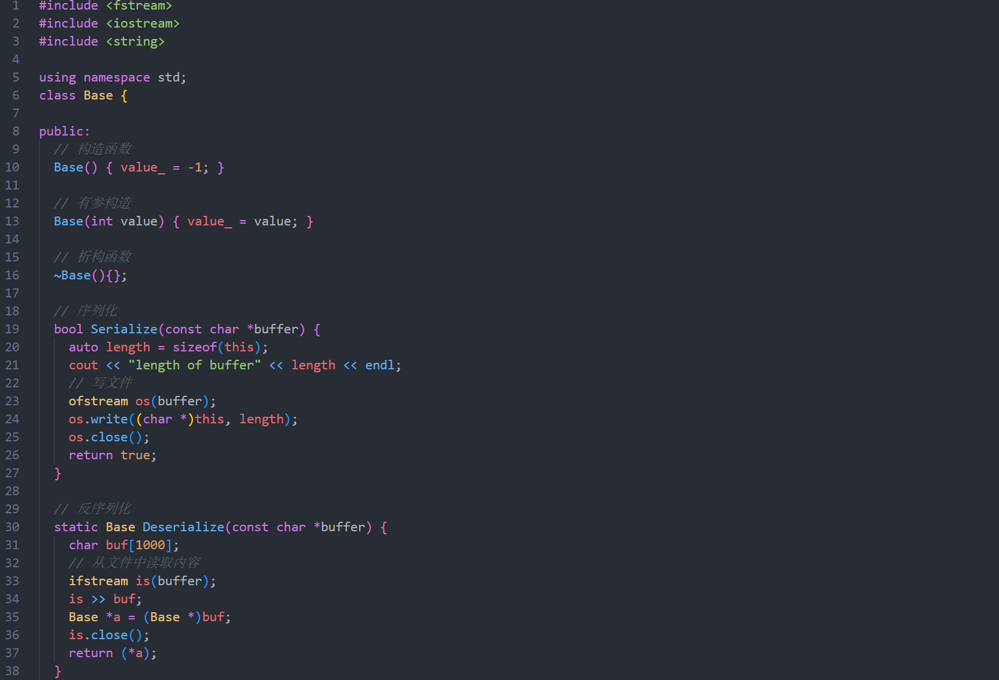 1 #include <fstream>
2 #include <iostream>
3 #include <string>
4
5 using namespace std;
6 class Base {
7
8 public:
9   // 构造函数
10   Base() { value_ = -1; }
11
12   // 有参构造
13   Base(int value) { value_ = value; }
14
15   // 析构函数
16   ~Base(){};
17
18   // 序列化
19   bool Serialize(const char *buffer) {
20     auto length = sizeof(this);
21     cout << "length of buffer" << length << endl;
22     // 写文件
23     ofstream os(buffer);
24     os.write((char *)this, length);
25     os.close();
26     return true;
27   }
28
29   // 反序列化
30   static Base Deserialize(const char *buffer) {
31     char buf[1000];
32     // 从文件中读取内容
33     ifstream is(buffer);
34     is >> buf;
35     Base *a = (Base *)buf;
36     is.close();
37     return (*a);
38   }